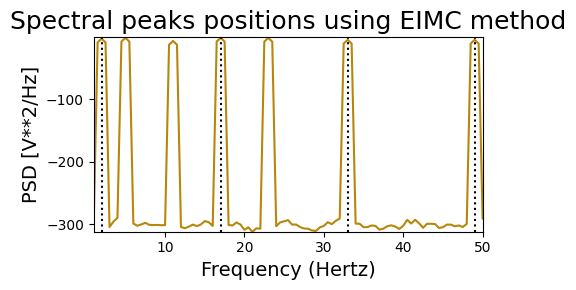 Spectral peaks positions using EIMC method
PSD [V**2/Hz]
−100
−200
−300
10
20
30
40
50
Frequency (Hertz)